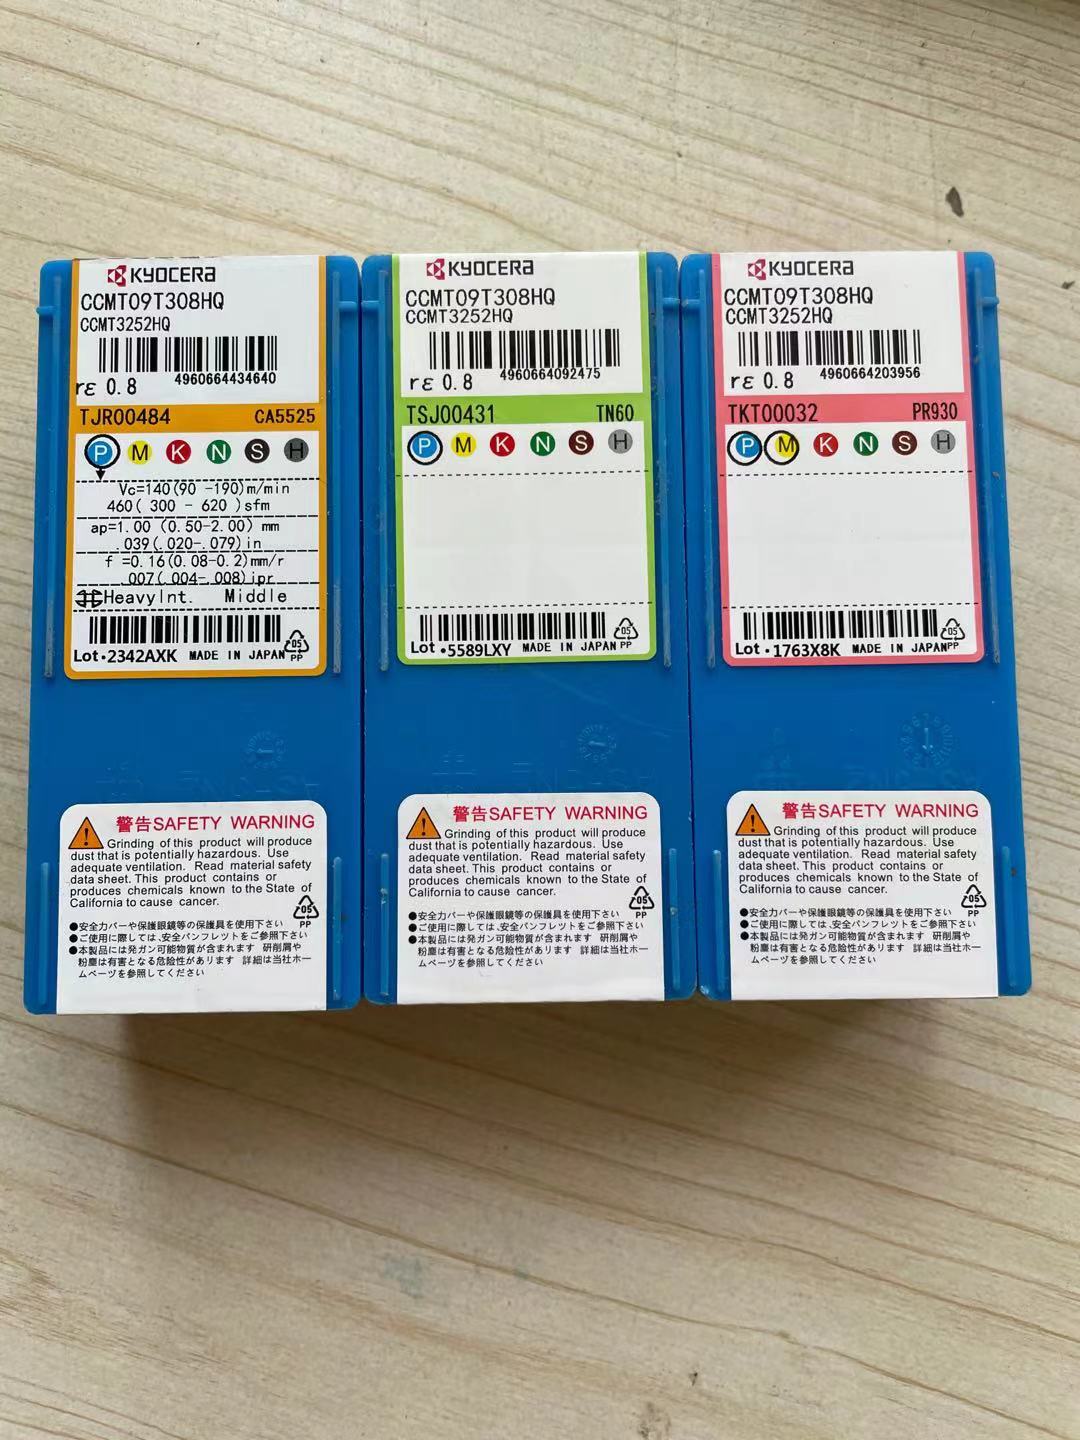 KYOCERA
CCMT09T308HQ
CCMT3252HQ
rε 0.8
4960664434640
TJR00484 CA5525
P M K N S H
Vc=140(90 -190)m/min
460( 300 - 620 )sfm
ap=1.00 (0.50-2.00) mm
.039(.020-.079)in
f =0.16(0.08-0.2)mm/r
.007(.004-.008)ipr
HeavyInt. Middle
Lot •2342AXK MADE IN JAPAN
05
PP
警告SAFETY WARNING
Grinding of this product will produce
dust that is potentially hazardous. Use
adequate ventilation. Read material safety
data sheet. This product contains or
produces chemicals known to the State of
California to cause cancer.
05
PP
●安全カバーや保護眼鏡等の保護具を使用下さい
●ご使用に際しては、安全パンフレットをご参照下さい
●本製品には発ガン可能物質が含まれます 研削屑や
粉塵は有害となる危険性があリます 詳細は当社ホー
ムページを参照してください
KYOCERA
CCMT09T308HQ
CCMT3252HQ
rε 0.8
4960664092475
TSJ00431 TN60
P M K N S H
Lot •5589LXY MADE IN JAPAN
05
PP
警告SAFETY WARNING
Grinding of this product will produce
dust that is potentially hazardous. Use
adequate ventilation. Read material safety
data sheet. This product contains or
produces chemicals known to the State of
California to cause cancer.
05
PP
●安全カバーや保護眼鏡等の保護具を使用下さい
●ご使用に際しては、安全パンフレットをご参照下さい
●本製品には発ガン可能物質が含まれます 研削屑や
粉塵は有害となる危険性があリます 詳細は当社ホー
ムページを参照してください
KYOCERA
CCMT09T308HQ
CCMT3252HQ
rε 0.8
4960664203956
TKT00032 PR930
P M K N S H
Lot •1763X8K MADE IN JAPAN
05
PP
警告SAFETY WARNING
Grinding of this product will produce
dust that is potentially hazardous. Use
adequate ventilation. Read material safety
data sheet. This product contains or
produces chemicals known to the State of
California to cause cancer.
05
PP
●安全カバーや保護眼鏡等の保護具を使用下さい
●ご使用に際しては、安全パンフレットをご参照下さい
●本製品には発ガン可能物質が含まれます 研削屑や
粉塵は有害となる危険性があリます 詳細は当社ホー
ムページを参照してください